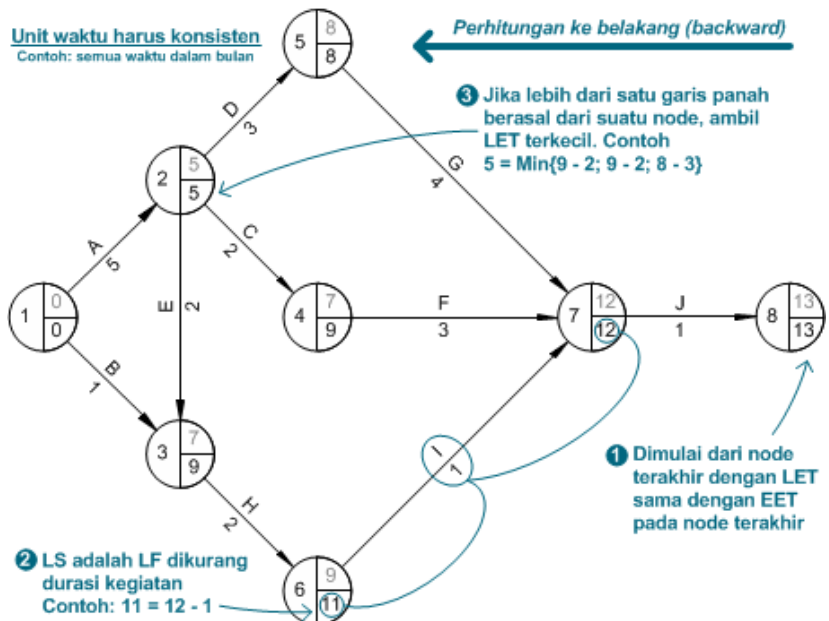 Unit waktu harus konsisten
Contoh: semua waktu dalam bulan
Perhitungan ke belakang (backward)
5
8
8
3 Jika lebih dari satu garis panah
berasal dari suatu node, ambil
LET terkecil. Contoh
5 = Min{9 - 2; 9 - 2; 8 - 3}
D
3
G
4
2
5
5
A
5
C
2
E
2
1
0
0
4
7
9
F
3
7
12
12
J
1
8
13
13
B
1
3
7
9
I
1
1 Dimulai dari node
terakhir dengan LET
sama dengan EET
pada node terakhir
H
2
2 LS adalah LF dikurang
durasi kegiatan
Contoh: 11 = 12 - 1
6
9
11